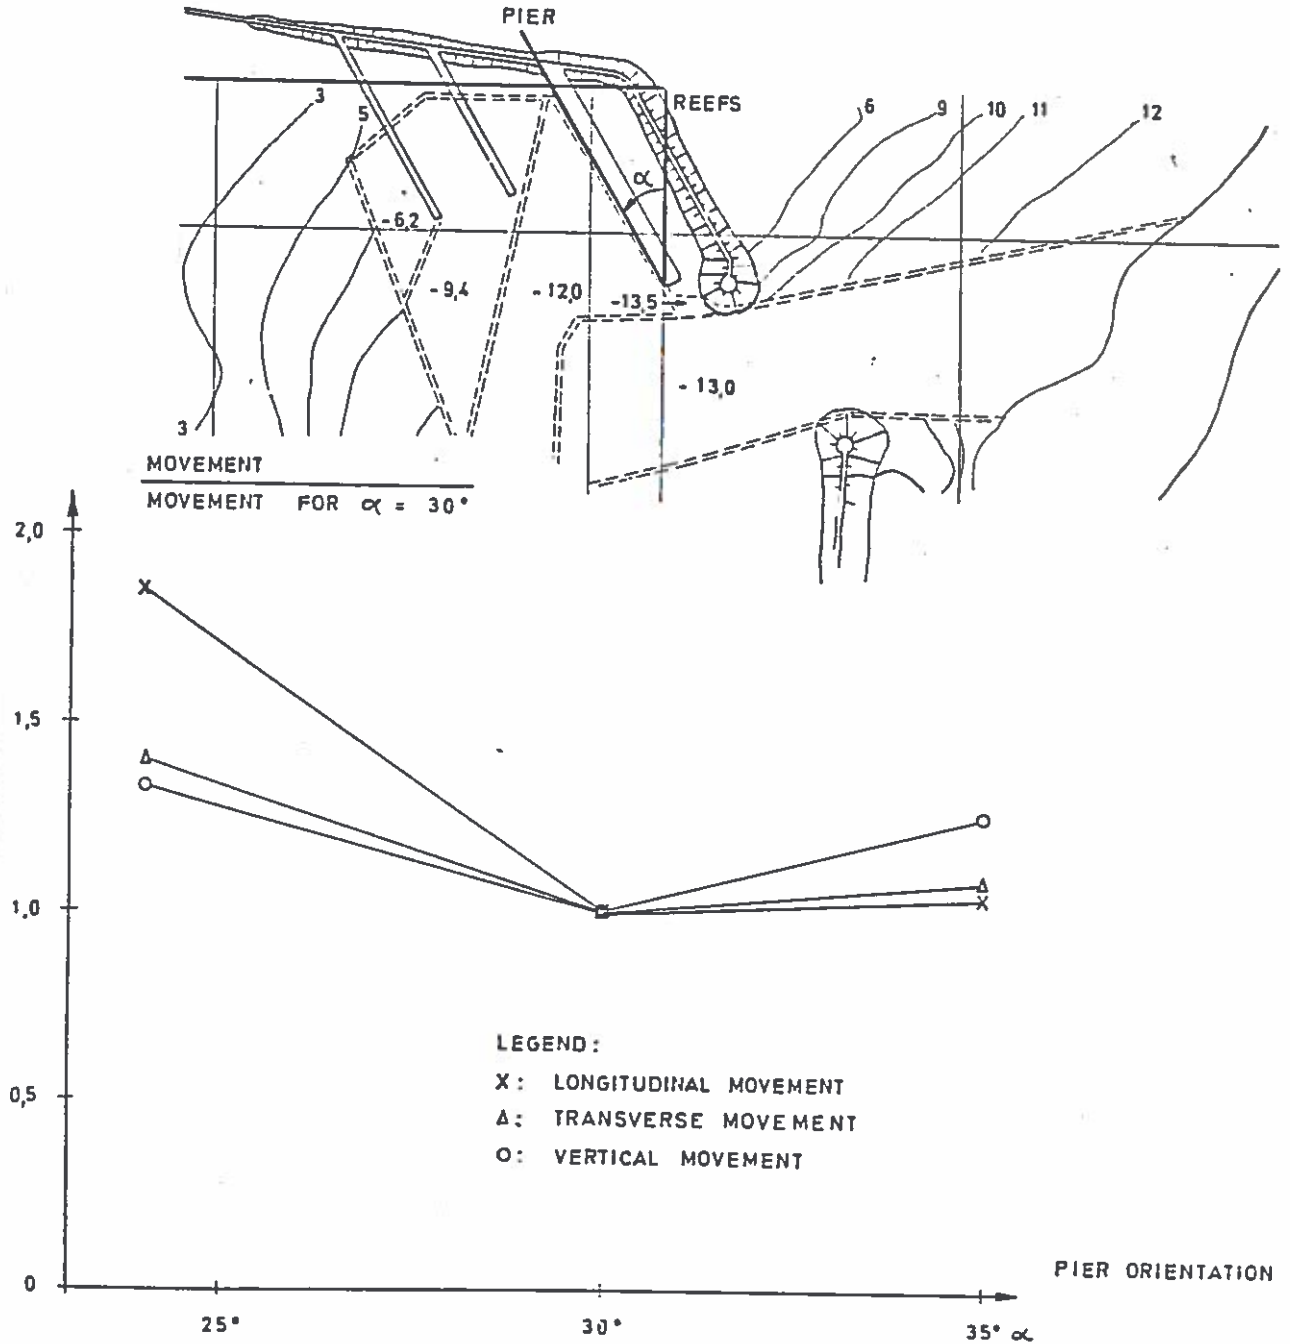 PIER
REEFS
3
5
6
9
10
11
12
α
-6,2
-9,4
-12,0
-13,5
-13,0
3
MOVEMENT
MOVEMENT FOR α = 30°
2,0
1,5
1,0
0,5
0
LEGEND:
X: LONGITUDINAL MOVEMENT
Δ: TRANSVERSE MOVEMENT
O: VERTICAL MOVEMENT
PIER ORIENTATION
25°
30°
35° α